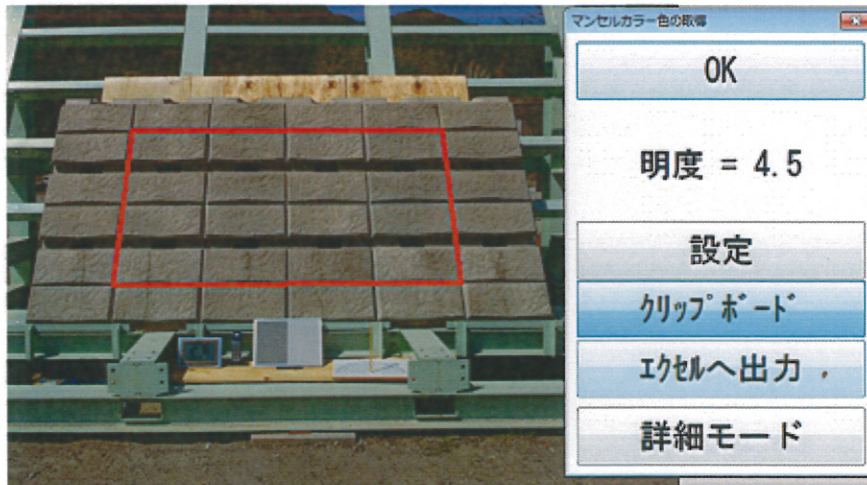 マンセルカラー色の取得
OK
明度 = 4.5
設定
クリップボード
エクセルへ出力
詳細モード